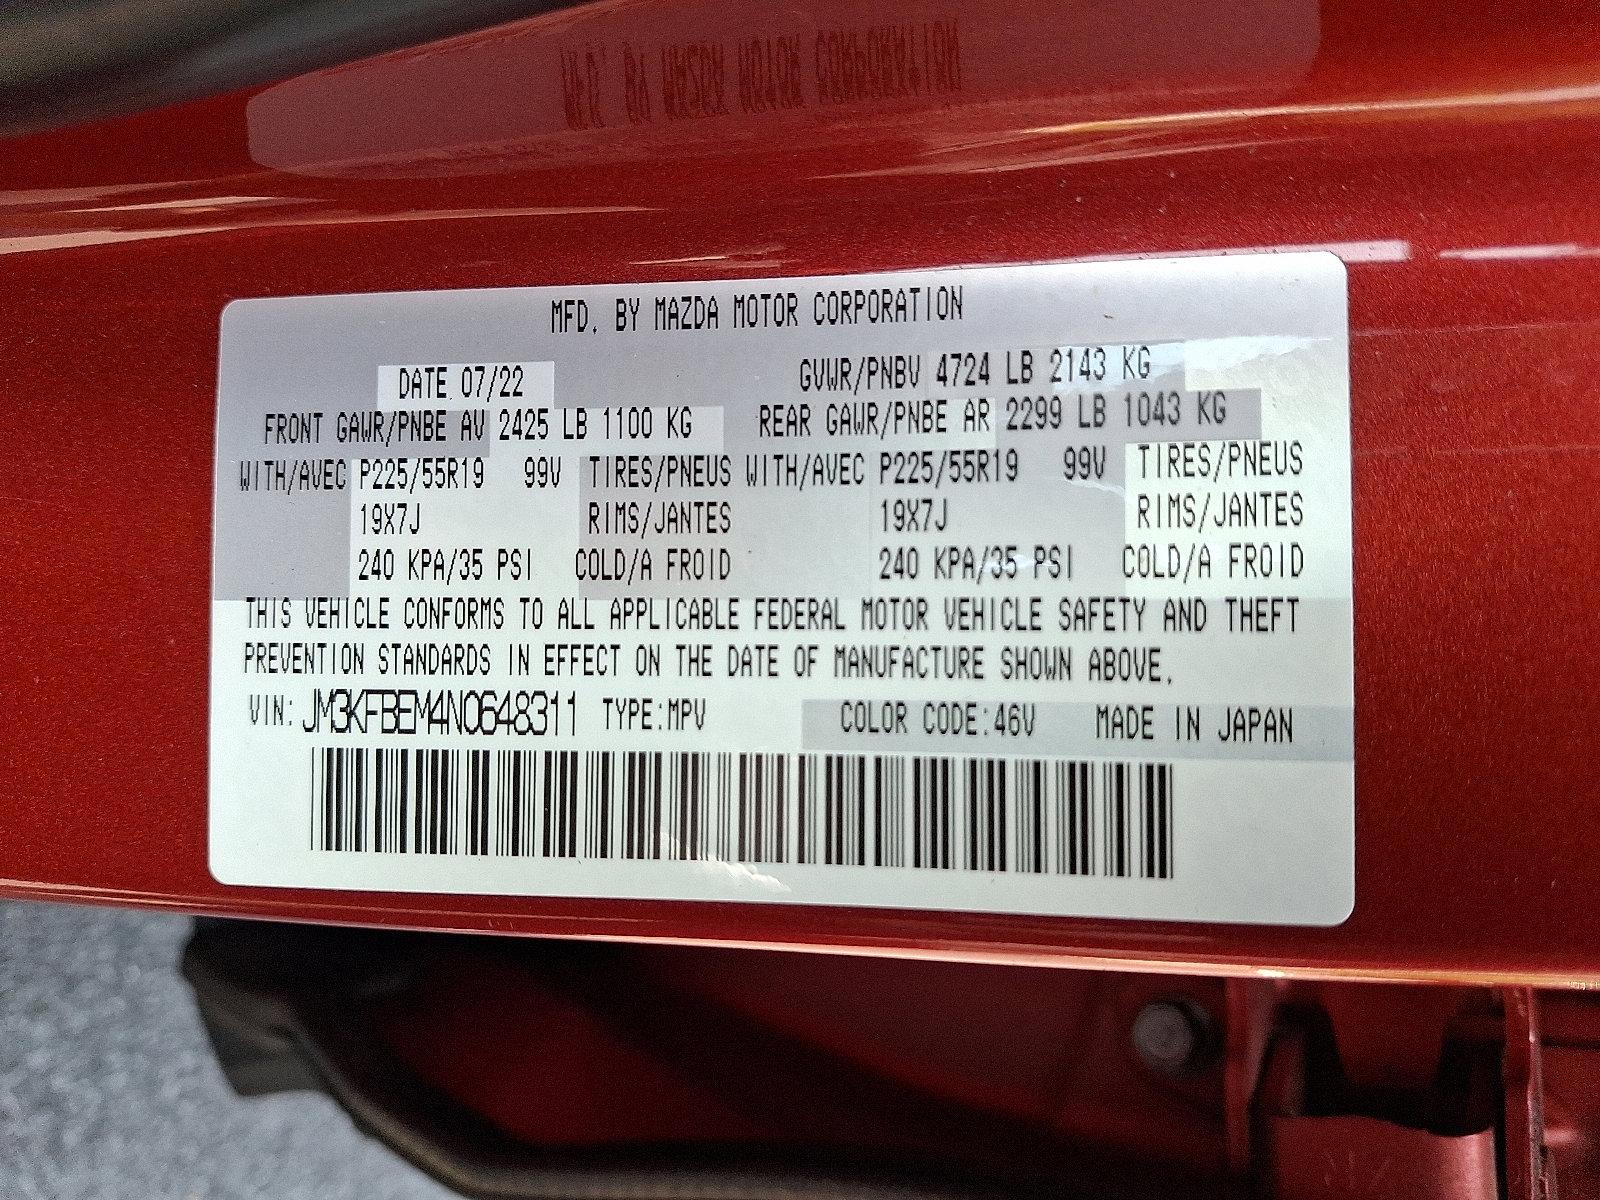 MFD. BY MAZDA MOTOR CORPORATION
DATE 07/22 GVWR/PNBV 4724 LB 2143 KG
FRONT GAWR/PNBE AV 2425 LB 1100 KG REAR GAWR/PNBE AR 2299 LB 1043 KG
WITH/AVEC P225/55R19 99V TIRES/PNEUS WITH/AVEC P225/55R19 99V TIRES/PNEUS
19X7J RIMS/JANTES 19X7J RIMS/JANTES
240 KPA/35 PSI COLD/A FROID 240 KPA/35 PSI COLD/A FROID
THIS VEHICLE CONFORMS TO ALL APPLICABLE FEDERAL MOTOR VEHICLE SAFETY AND THEFT
PREVENTION STANDARDS IN EFFECT ON THE DATE OF MANUFACTURE SHOWN ABOVE.
VIN: JM3KFBEM4N0648311 TYPE:MPV COLOR CODE:46V MADE IN JAPAN